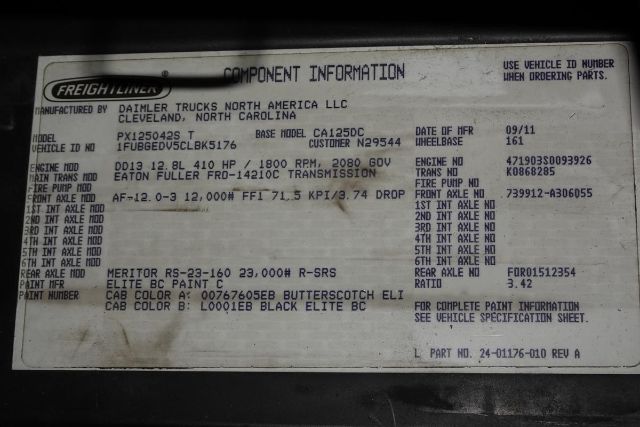 FREIGHTLINER ®
COMPONENT INFORMATION
USE VEHICLE ID NUMBER
WHEN ORDERING PARTS.
MANUFACTURED BY DAIMLER TRUCKS NORTH AMERICA LLC
CLEVELAND, NORTH CAROLINA
MODEL PX125042S T BASE MODEL CA125DC DATE OF MFR 09/11
VEHICLE ID NO 1FUBGEDV5CLBK5176 CUSTOMER N29544 WHEELBASE 161
ENGINE MOD DD13 12.8L 410 HP / 1800 RPM, 2080 GOV ENGINE NO 471903S0093926
MAIN TRANS MOD EATON FULLER FRO-14210C TRANSMISSION TRANS NO K0868285
FIRE PUMP MOD FIRE PUMP NO
FRONT AXLE MOD AF-12.0-3 12,000# FF1 71.5 KPI/3.74 DROP FRONT AXLE NO 739912-A306055
1ST INT AXLE MOD 1ST INT AXLE NO
2ND INT AXLE MOD 2ND INT AXLE NO
3RD INT AXLE MOD 3RD INT AXLE NO
4TH INT AXLE MOD 4TH INT AXLE NO
5TH INT AXLE MOD 5TH INT AXLE NO
6TH INT AXLE MOD 6TH INT AXLE NO
REAR AXLE MOD MERITOR RS-23-160 23,000# R-SRS REAR AXLE NO FOR01512354
PAINT MFR ELITE BC PAINT C RATIO 3.42
PAINT NUMBER CAB COLOR A: 00767605EB BUTTERSCOTCH ELI
CAB COLOR B: L0001EB BLACK ELITE BC
FOR COMPLETE PAINT INFORMATION
SEE VEHICLE SPECIFICATION SHEET.
L PART NO. 24-01176-010 REV A